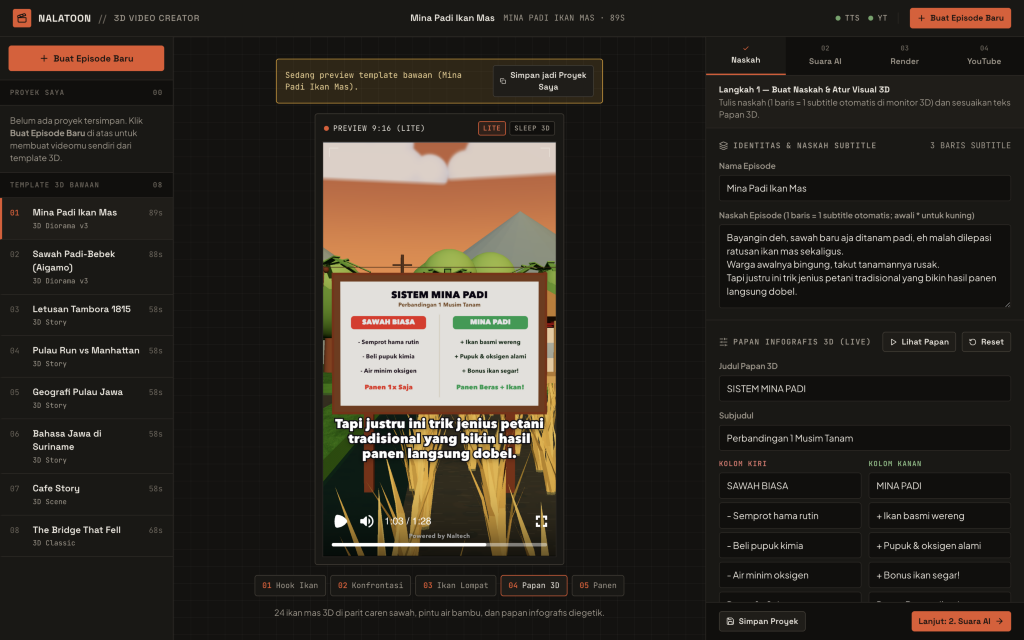 NALATOON // 3D VIDEO CREATOR
Mina Padi Ikan Mas MINA PADI IKAN MAS · 89S
TTS YT
+ Buat Episode Baru
+ Buat Episode Baru
PROYEK SAYA 00
Belum ada proyek tersimpan. Klik
Buat Episode Baru di atas untuk
membuat videomu sendiri dari
template 3D.
TEMPLATE 3D BAWAAN 08
01 Mina Padi Ikan Mas 89s
3D Diorama v3
02 Sawah Padi-Bebek
(Aigamo) 88s
3D Diorama v3
03 Letusan Tambora 1815 58s
3D Story
04 Pulau Run vs Manhattan 58s
3D Story
05 Geografi Pulau Jawa 58s
3D Story
06 Bahasa Jawa di
Suriname 58s
3D Story
07 Cafe Story 58s
3D Scene
08 The Bridge That Fell 68s
3D Classic
Sedang preview template bawaan (Mina
Padi Ikan Mas).
Simpan jadi Proyek
Saya
PREVIEW 9:16 (LITE)
LITE
SLEEP 3D
SISTEM MINA PADI
Perbandingan 1 Musim Tanam
SAWAH BIASA
MINA PADI
- Semprot hama rutin
+ Ikan basmi wereng
- Beli pupuk kimia
+ Pupuk & oksigen alami
- Air minim oksigen
+ Bonus ikan segar!
Panen 1x Saja
Panen Beras + Ikan!
Tapi justru ini trik jenius petani
tradisional yang bikin hasil
panen langsung dobel.
1:03 / 1:28
Powered by Naltech
01 Hook Ikan
02 Konfrontasi
03 Ikan Lompat
04 Papan 3D
05 Panen
24 ikan mas 3D di parit caren sawah, pintu air bambu, dan papan infografis diegetik.
✓ Naskah
02 Suara AI
03 Render
04 YouTube
Langkah 1 — Buat Naskah & Atur Visual 3D
Tulis naskah (1 baris = 1 subtitle otomatis di monitor 3D) dan sesuaikan teks
Papan 3D.
IDENTITAS & NASKAH SUBTITLE 3 BARIS SUBTITLE
Nama Episode
Mina Padi Ikan Mas
Naskah Episode (1 baris = 1 subtitle otomatis; awali * untuk kuning)
Bayangin deh, sawah baru aja ditanam padi, eh malah dilepasi
ratusan ikan mas sekaligus.
Warga awalnya bingung, takut tanamannya rusak.
Tapi justru ini trik jenius petani tradisional yang bikin hasil panen
langsung dobel.
PAPAN INFOGRAFIS 3D (LIVE)
Lihat Papan
Reset
Judul Papan 3D
SISTEM MINA PADI
Subjudul
Perbandingan 1 Musim Tanam
KOLOM KIRI
KOLOM KANAN
SAWAH BIASA
MINA PADI
- Semprot hama rutin
+ Ikan basmi wereng
- Beli pupuk kimia
+ Pupuk & oksigen alami
- Air minim oksigen
+ Bonus ikan segar!
Simpan Proyek
Lanjut: 2. Suara AI →